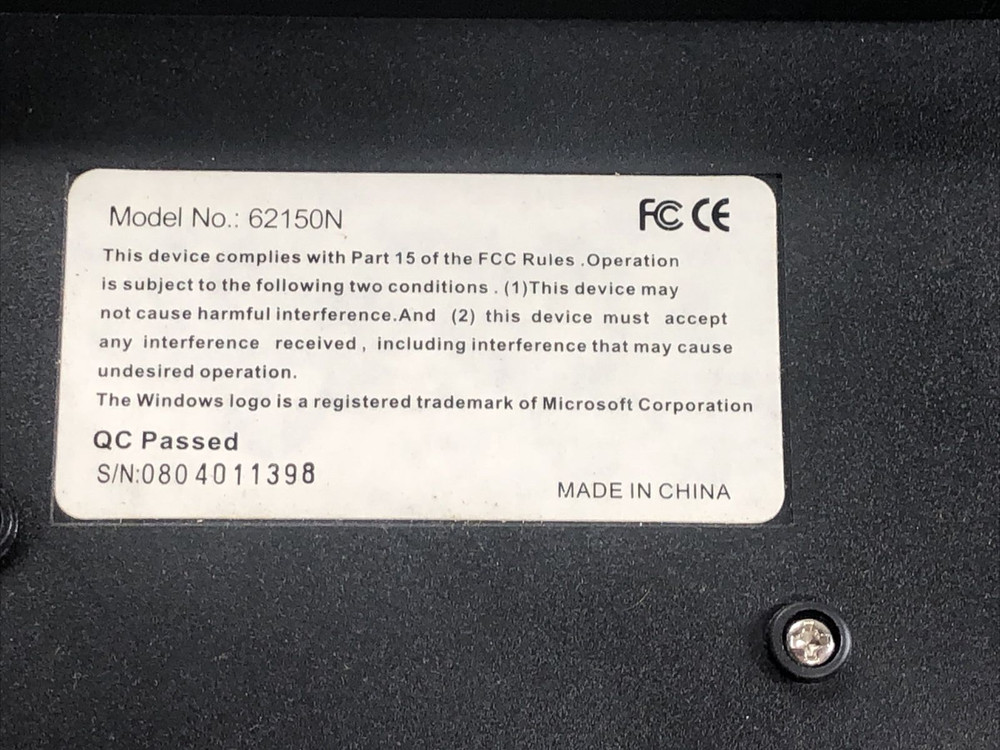 Model No.: 62150N
FC CE
This device complies with Part 15 of the FCC Rules .Operation
is subject to the following two conditions . (1)This device may
not cause harmful interference.And (2) this device must accept
any interference received , including interference that may cause
undesired operation.
The Windows logo is a registered trademark of Microsoft Corporation
QC Passed
S/N:0804011398
MADE IN CHINA